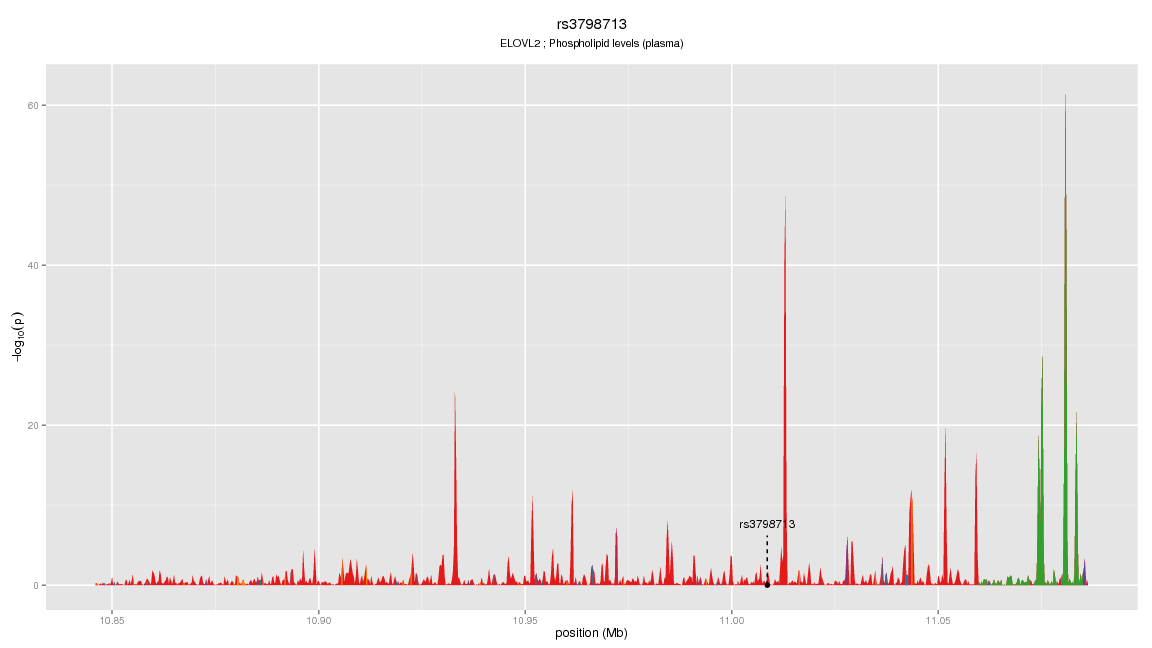 rs3798713
ELOVL2 ; Phospholipid levels (plasma)
60
40
20
0
−log10(p)
rs3798713
10.85
10.90
10.95
11.00
11.05
position (Mb)